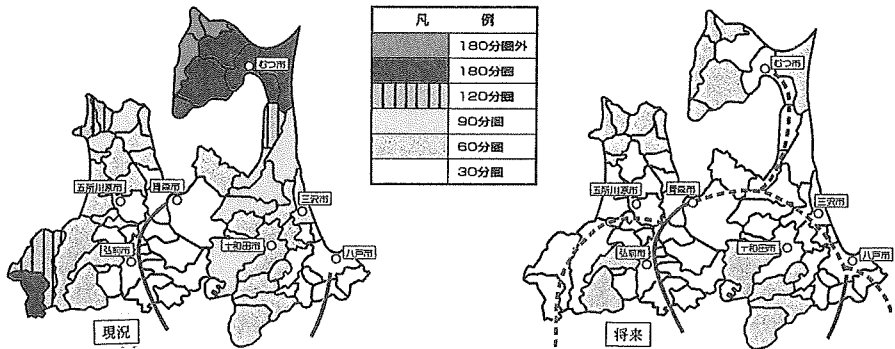 凡 例
180分圏外
180分圏
120分圏
90分圏
60分圏
30分圏
むつ市
五所川原市
青森市
三沢市
弘前市
十和田市
八戸市
現況
むつ市
五所川原市
青森市
三沢市
弘前市
十和田市
八戸市
将来